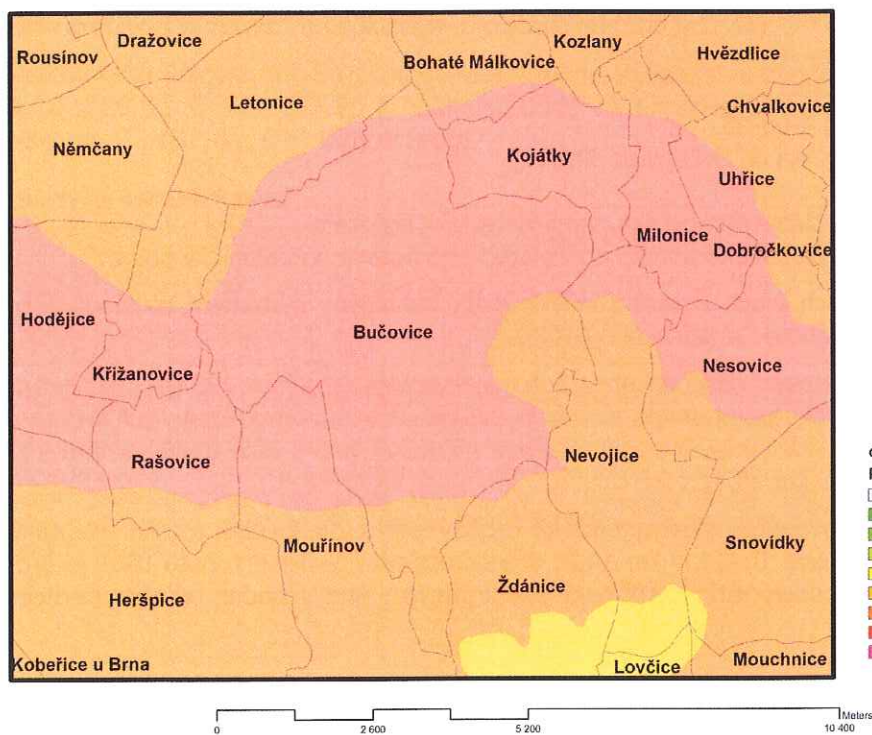 Rousínov
Dražovice
Bohaté Málkovice
Kozlany
Hvězdlice
Letonice
Chvalkovice
Němčany
Kojátky
Uhřice
Milonice
Dobročkovice
Hodějice
Bučovice
Křižanovice
Nesovice
Rašovice
Nevojice
Mouřínov
Snovídky
Heršpice
Ždánice
Kobeřice u Brna
Lovčice
Mouchnice
Meters
0 2 600 5 200 10 400